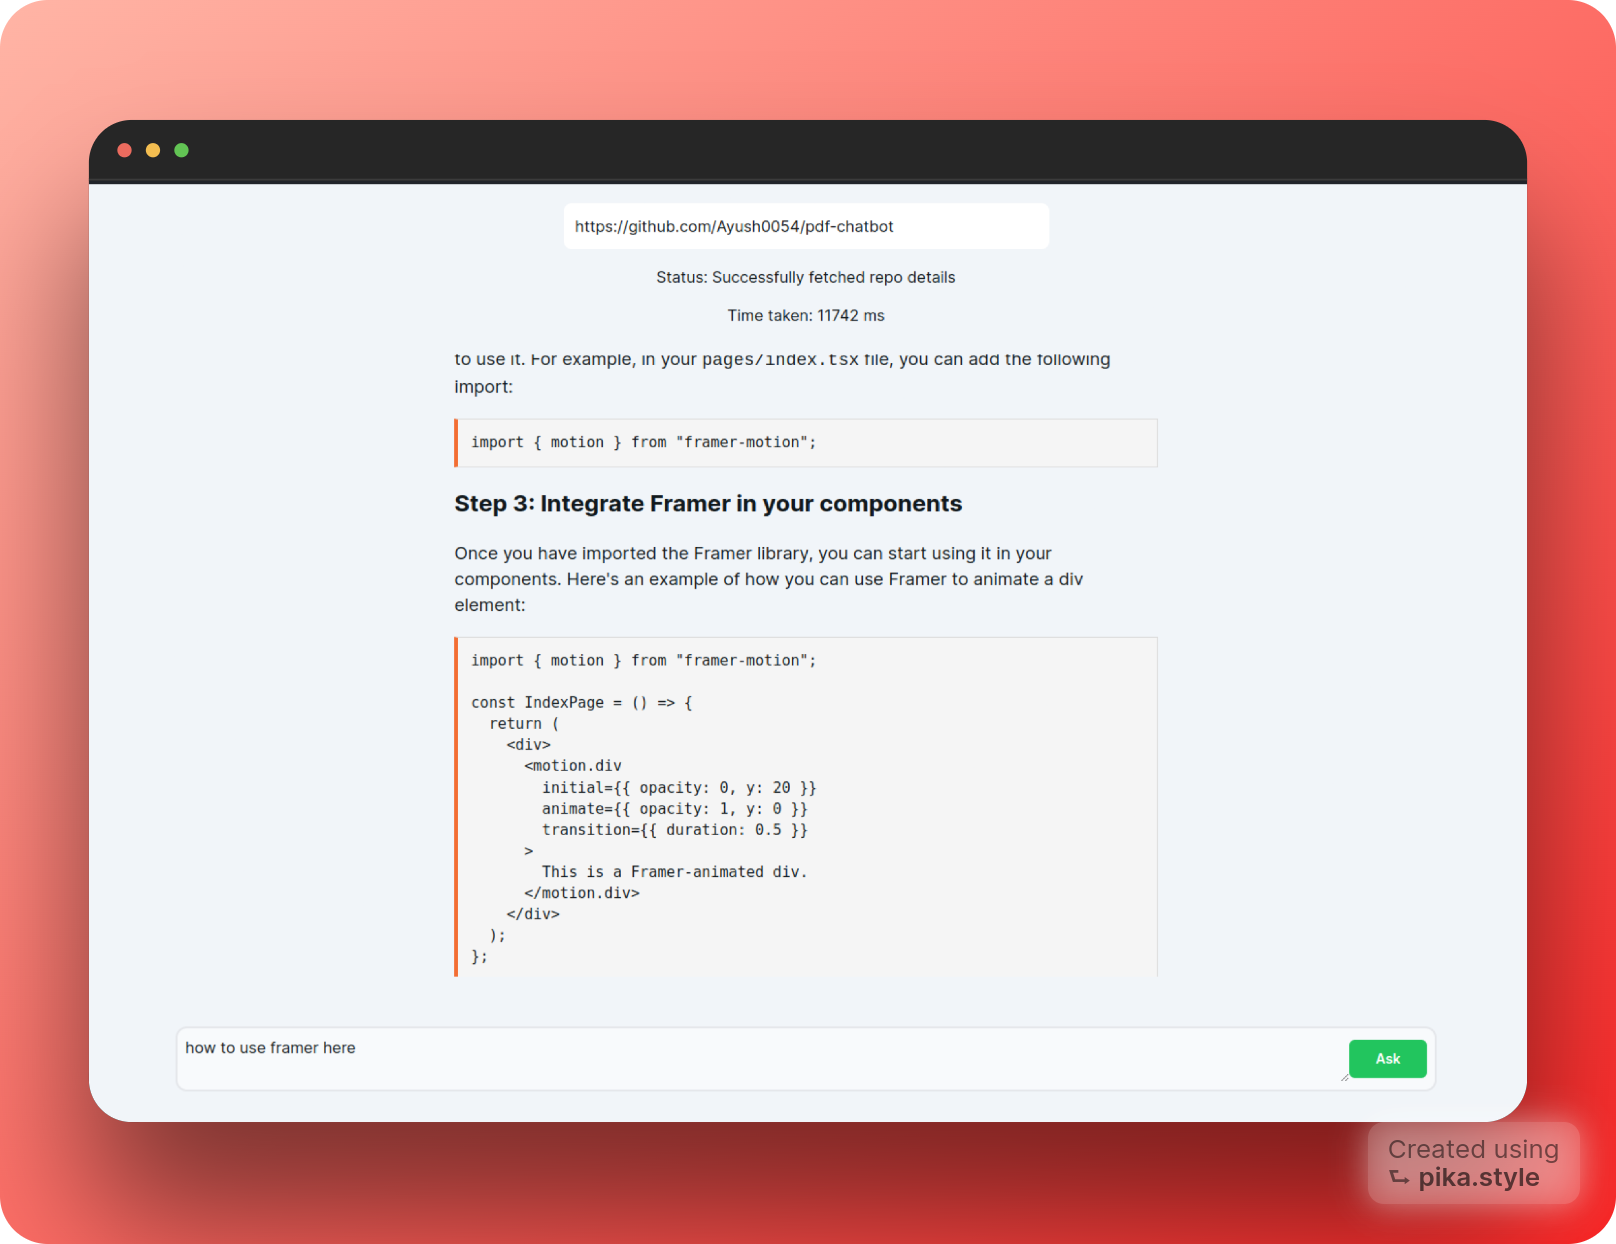 https://github.com/Ayush0054/pdf-chatbot
Status: Successfully fetched repo details
Time taken: 11742 ms
to use it. For example, in your pages/index.tsx file, you can add the following
import:
import { motion } from "framer-motion";
Step 3: Integrate Framer in your components
Once you have imported the Framer library, you can start using it in your
components. Here's an example of how you can use Framer to animate a div
element:
import { motion } from "framer-motion";
const IndexPage = () => {
  return (
    <div>
      <motion.div
        initial={{ opacity: 0, y: 20 }}
        animate={{ opacity: 1, y: 0 }}
        transition={{ duration: 0.5 }}
      >
        This is a Framer-animated div.
      </motion.div>
    </div>
  );
};
how to use framer here
Ask
Created using
pika.style